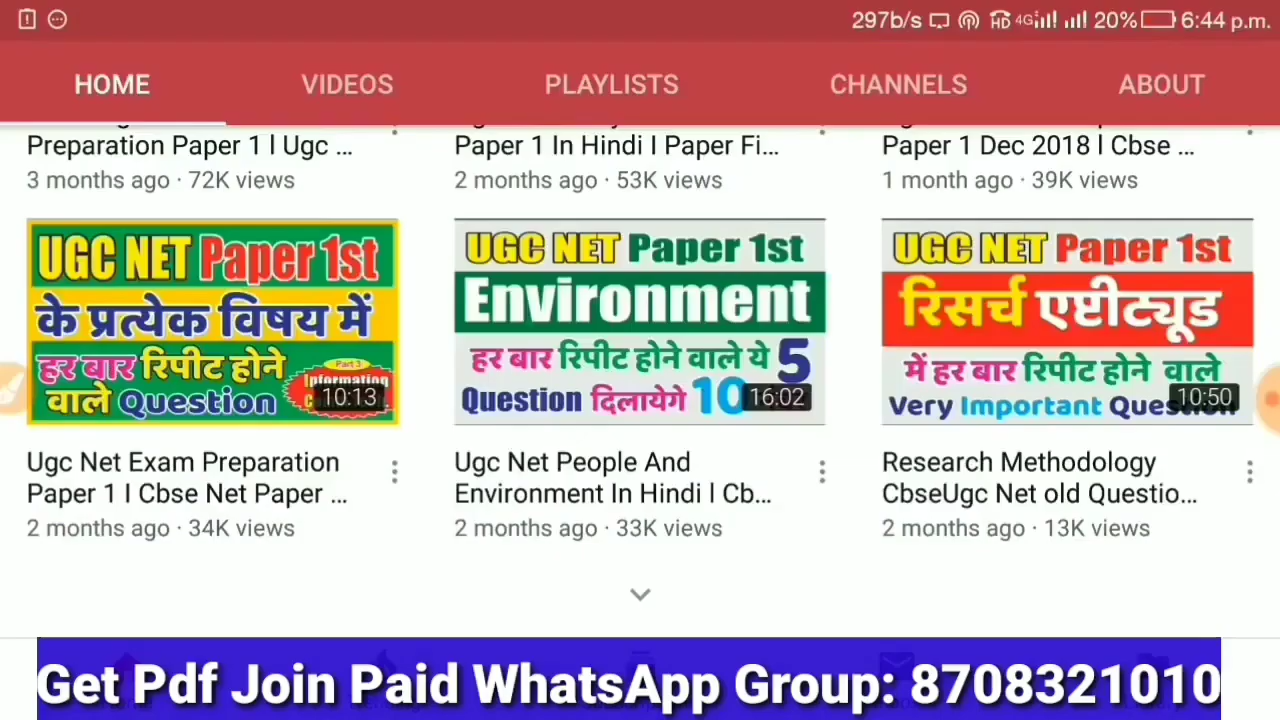 297b/s HD 4G 20% 6:44 p.m.
HOME VIDEOS PLAYLISTS CHANNELS ABOUT
Preparation Paper 1 l Ugc ...
3 months ago · 72K views
Paper 1 In Hindi l Paper Fi...
2 months ago · 53K views
Paper 1 Dec 2018 l Cbse ...
1 month ago · 39K views
UGC NET Paper 1st
के प्रत्येक विषय में
हर बार रिपीट होने
वाले Question
Part 3
Information
10:13
Ugc Net Exam Preparation
Paper 1 l Cbse Net Paper ...
2 months ago · 34K views
UGC NET Paper 1st
Environment
हर बार रिपीट होने वाले ये 5
Question दिलायेगे 10
16:02
Ugc Net People And
Environment In Hindi l Cb...
2 months ago · 33K views
UGC NET Paper 1st
रिसर्च एप्टीट्यूड
में हर बार रिपीट होने वाले
Very Important Question
10:50
Research Methodology
CbseUgc Net old Questio...
2 months ago · 13K views
Get Pdf Join Paid WhatsApp Group: 8708321010